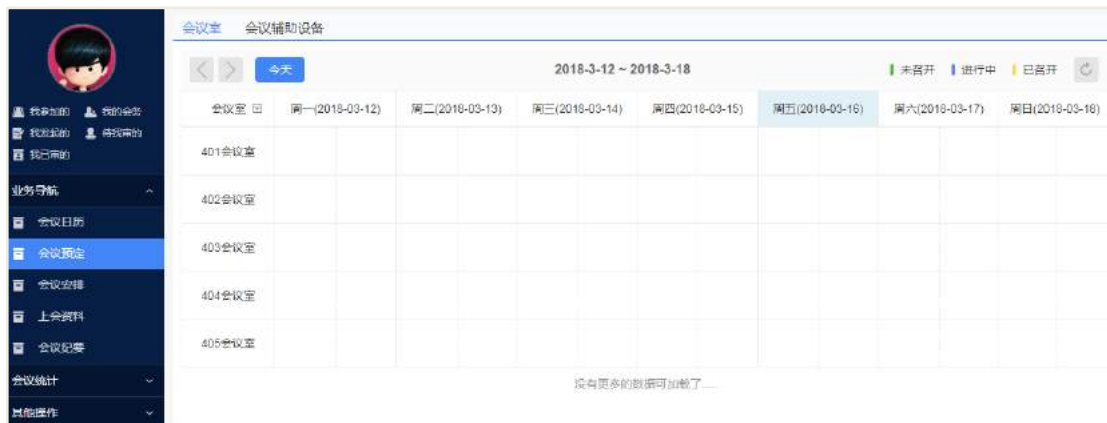 会议室 会议辅助设备
今天 2018-3-12 ~ 2018-3-18 未召开 进行中 已召开
会议室 周一(2018-03-12) 周二(2018-03-13) 周三(2018-03-14) 周四(2018-03-15) 周五(2018-03-16) 周六(2018-03-17) 周日(2018-03-18)
401会议室
402会议室
403会议室
404会议室
405会议室
没有更多的数据可加载了......
我参加的 我的会务
我发起的 待我审的
我已审的
业务导航
会议日历
会议预定
会议安排
上会资料
会议纪要
会议统计
其他操作